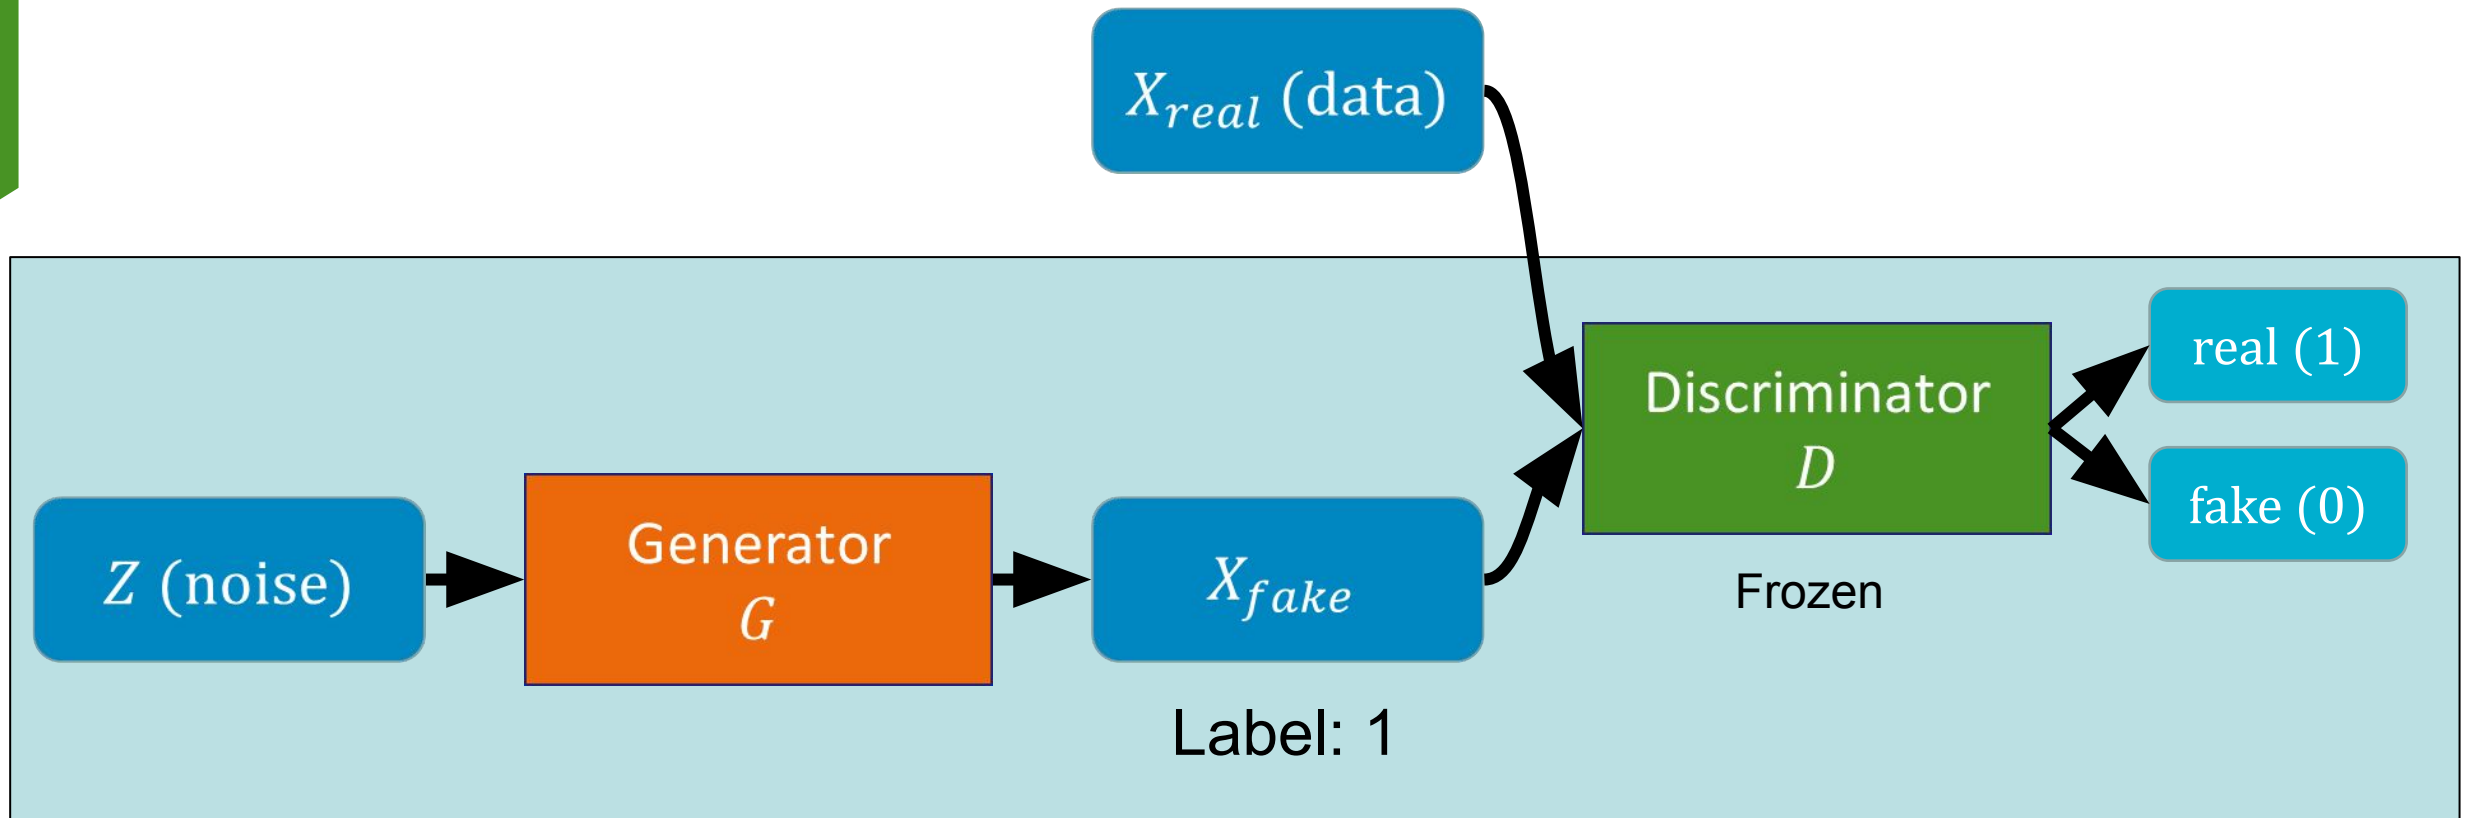 X_real (data)
real (1)
Discriminator
D
fake (0)
Generator
G
Z (noise)
X_fake
Frozen
Label: 1